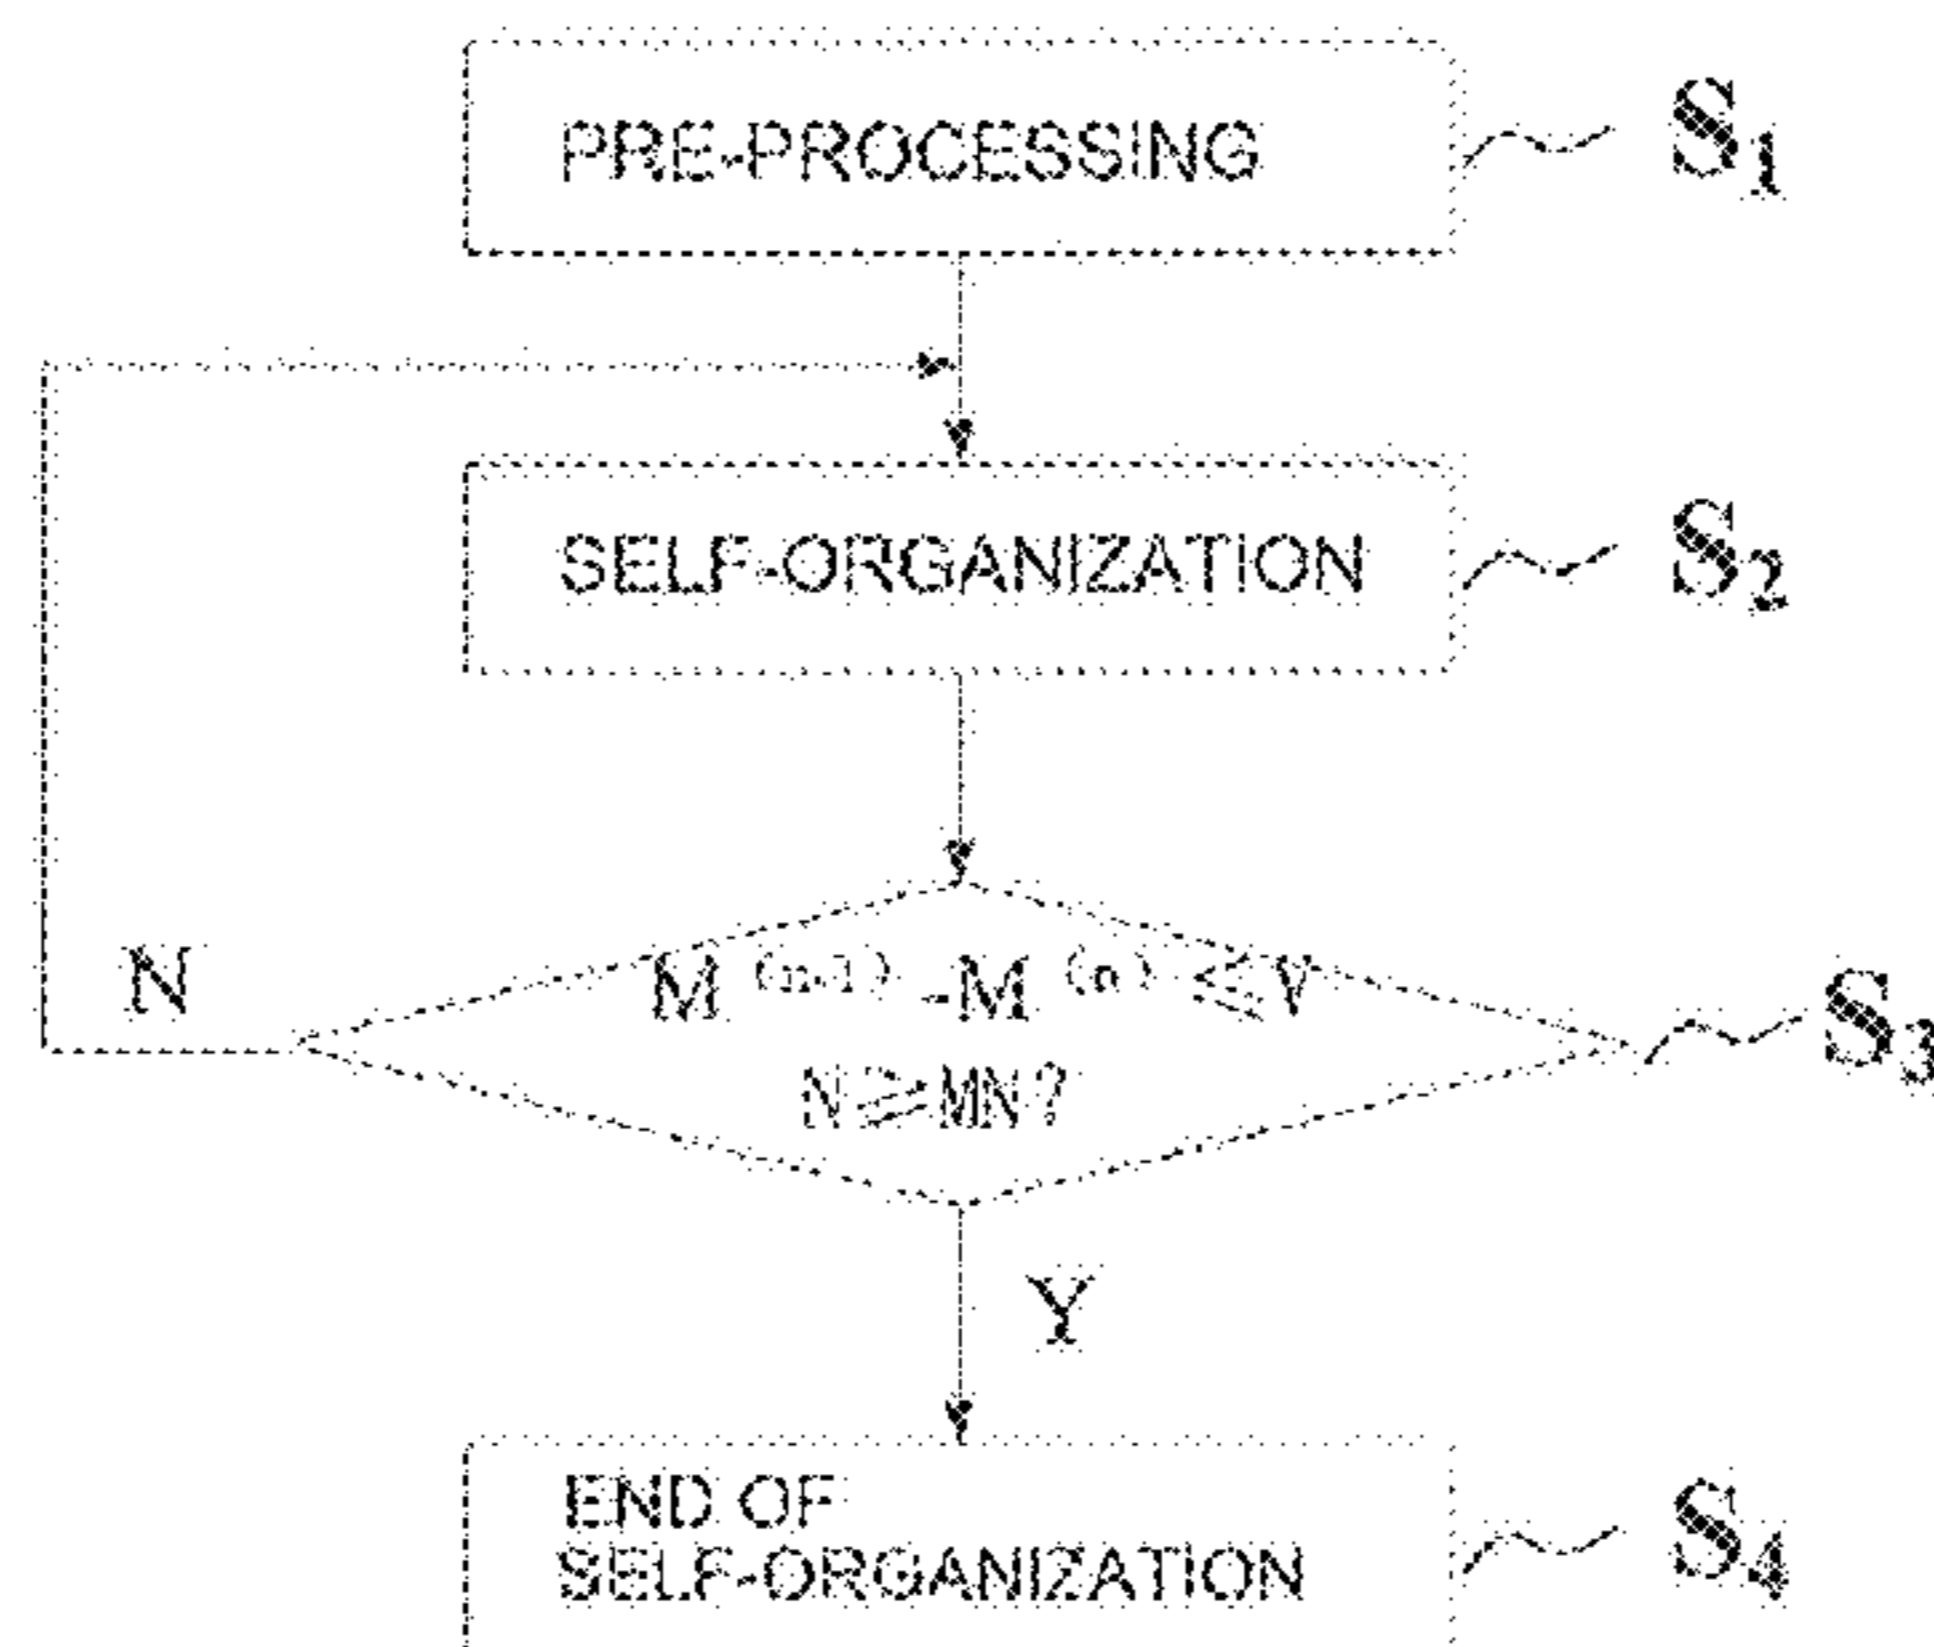 PRE-PROCESSING
S1
SELF-ORGANIZATION
S2
N
M (n-1) -M (n) ≦V
N≧MN?
S3
Y
END OF
SELF-ORGANIZATION
S4